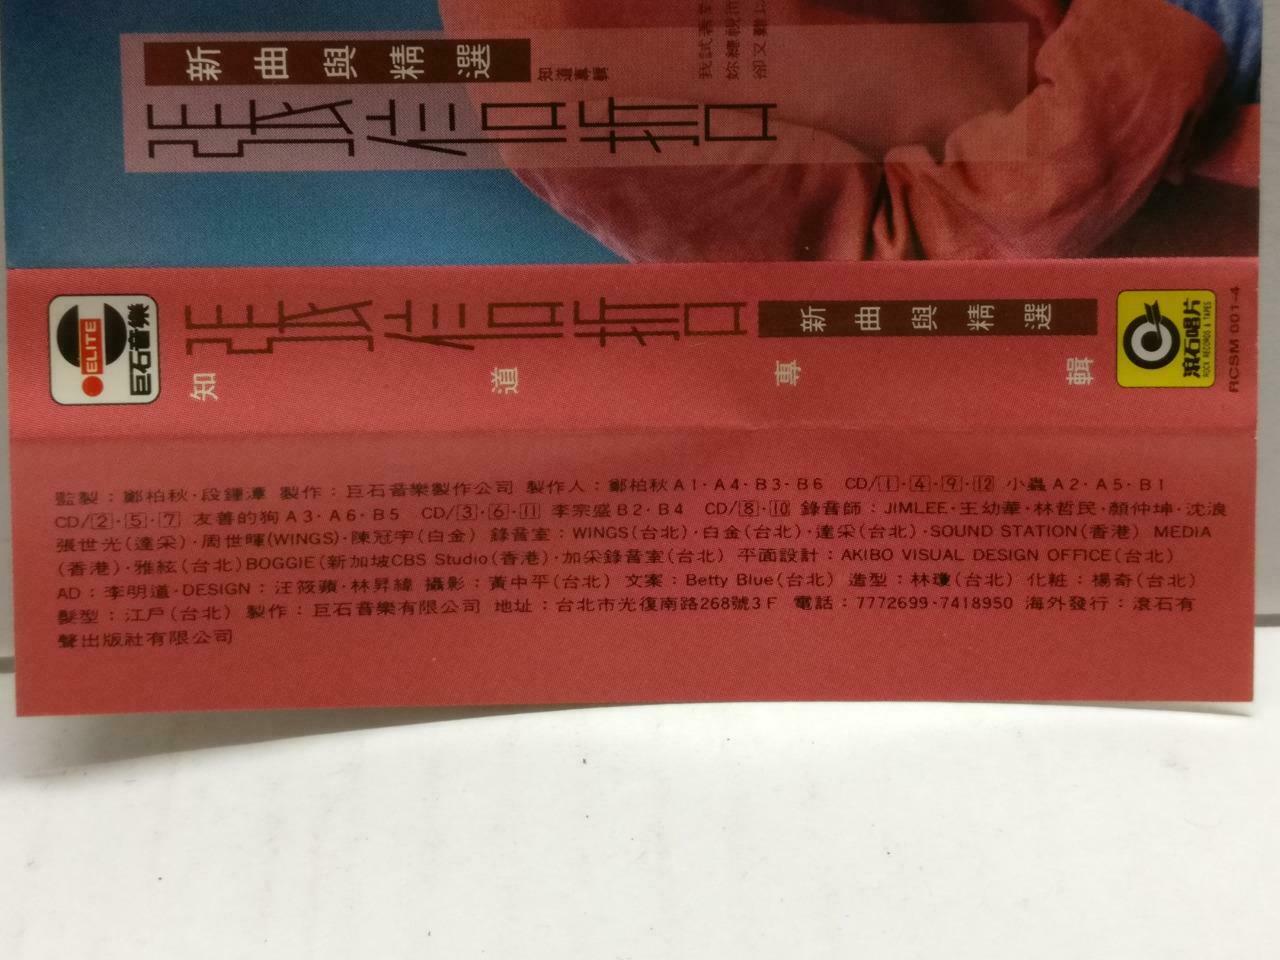 新曲與精選
知道專輯
張信哲
ELITE
巨石音樂
張信哲
新曲與精選
知道專輯
滾石唱片
ROCK RECORDS & TAPES
RCSM 001-4
監製：鄭柏秋·段鍾潭 製作：巨石音樂製作公司 製作人：鄭柏秋A1·A4·B3·B6 CD/①·④·⑨·⑫ 小蟲A2·A5·B1
CD/②·⑤·⑦ 友善的狗A3·A6·B5 CD/③·⑥·⑪ 李宗盛B2·B4 CD/⑧·⑩ 錄音師：JIMLEE·王幼華·林哲民·顏仲坤·沈浪
張世光(達采)·周世暉(WINGS)·陳冠宇(白金) 錄音室：WINGS(台北)·白金(台北)·達采(台北)·SOUND STATION(香港) MEDIA
(香港)·雅絃(台北)BOGGIE(新加坡CBS Studio(香港)·加采錄音室(台北) 平面設計：AKIBO VISUAL DESIGN OFFICE(台北)
AD：李明道·DESIGN：汪筱蘋·林昇緯 攝影：黃中平(台北) 文案：Betty Blue(台北) 造型：林瓊(台北) 化粧：楊奇(台北)
髮型：江戶(台北) 製作：巨石音樂有限公司 地址：台北市光復南路268號3F 電話：7772699·7418950 海外發行：滾石有
聲出版社有限公司